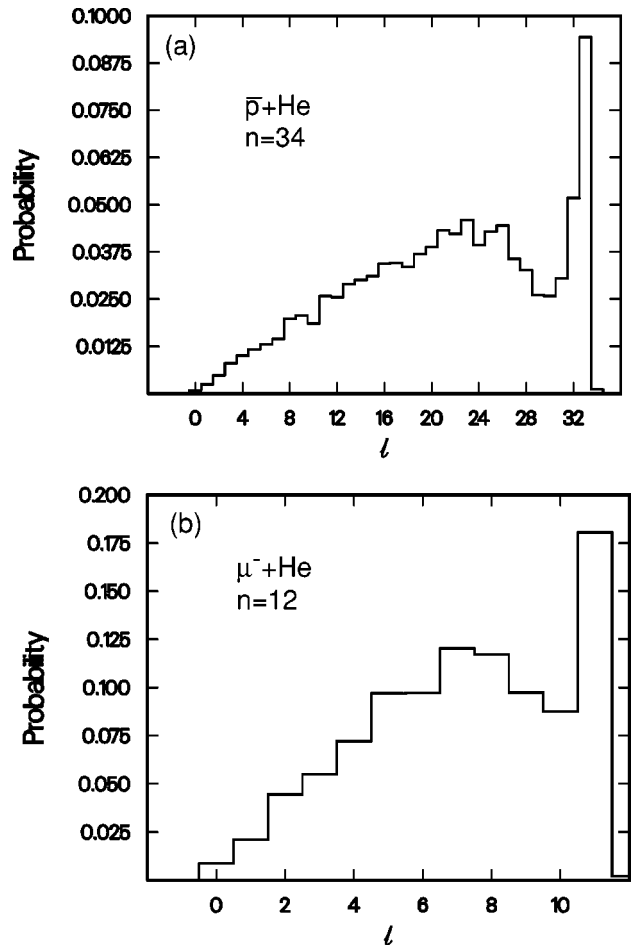 (a)
p̅+He
n=34
Probability
0.1000
0.0875
0.0750
0.0625
0.0500
0.0375
0.0250
0.0125
0 4 8 12 16 20 24 28 32
ℓ
(b)
μ⁻+He
n=12
Probability
0.200
0.175
0.150
0.125
0.100
0.075
0.050
0.025
0 2 4 6 8 10
ℓ